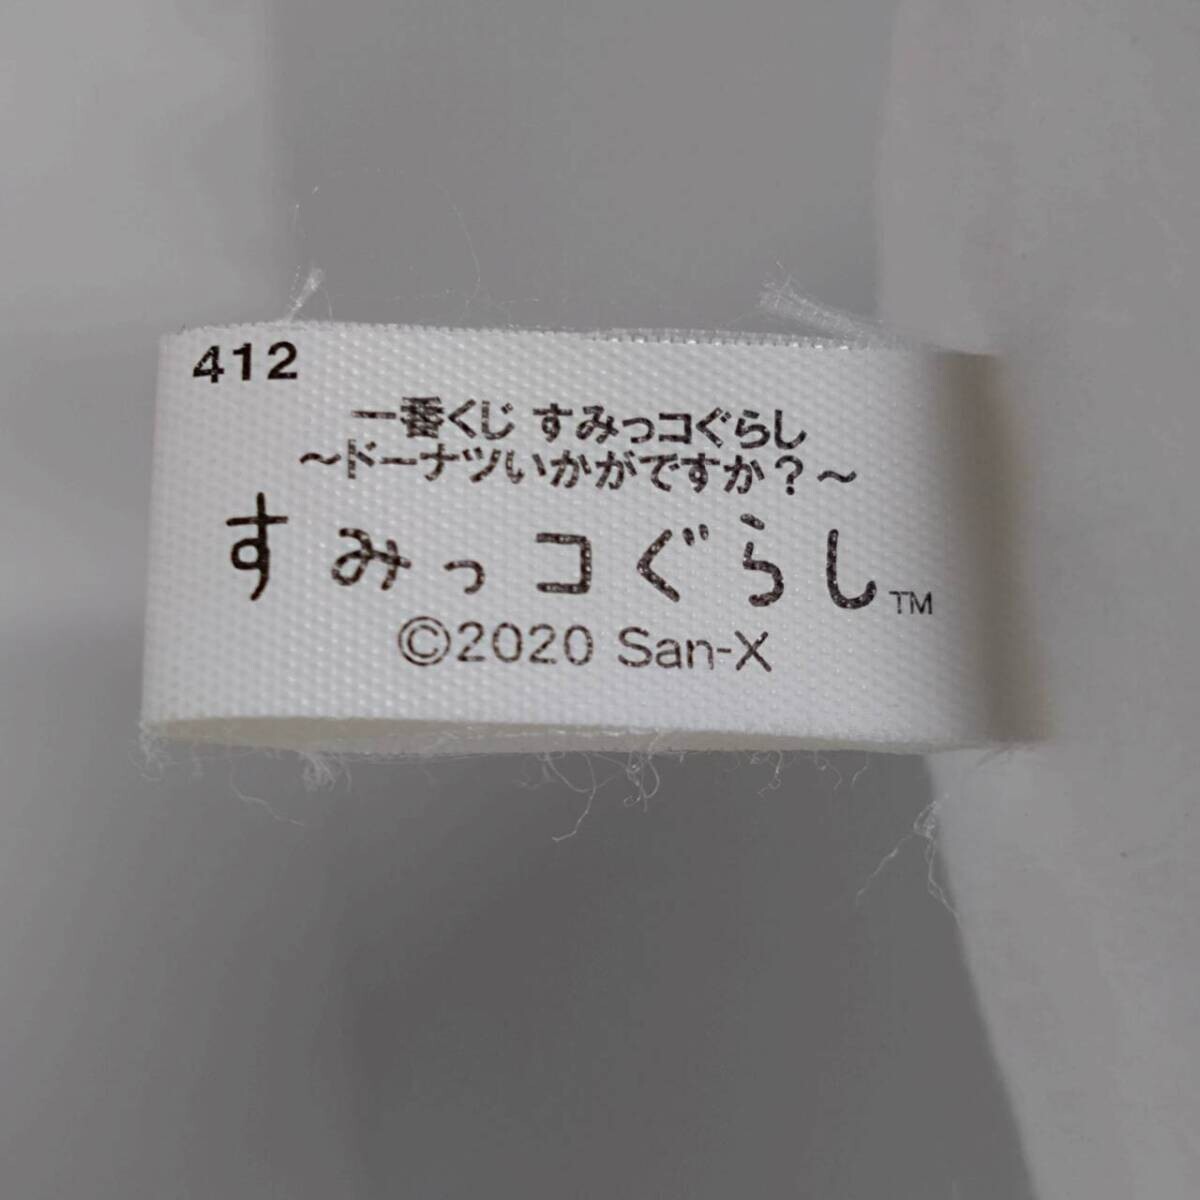 412
一番くじ すみっコぐらし
～ドーナツいかがですか?～
すみっコぐらし™
©2020 San-X